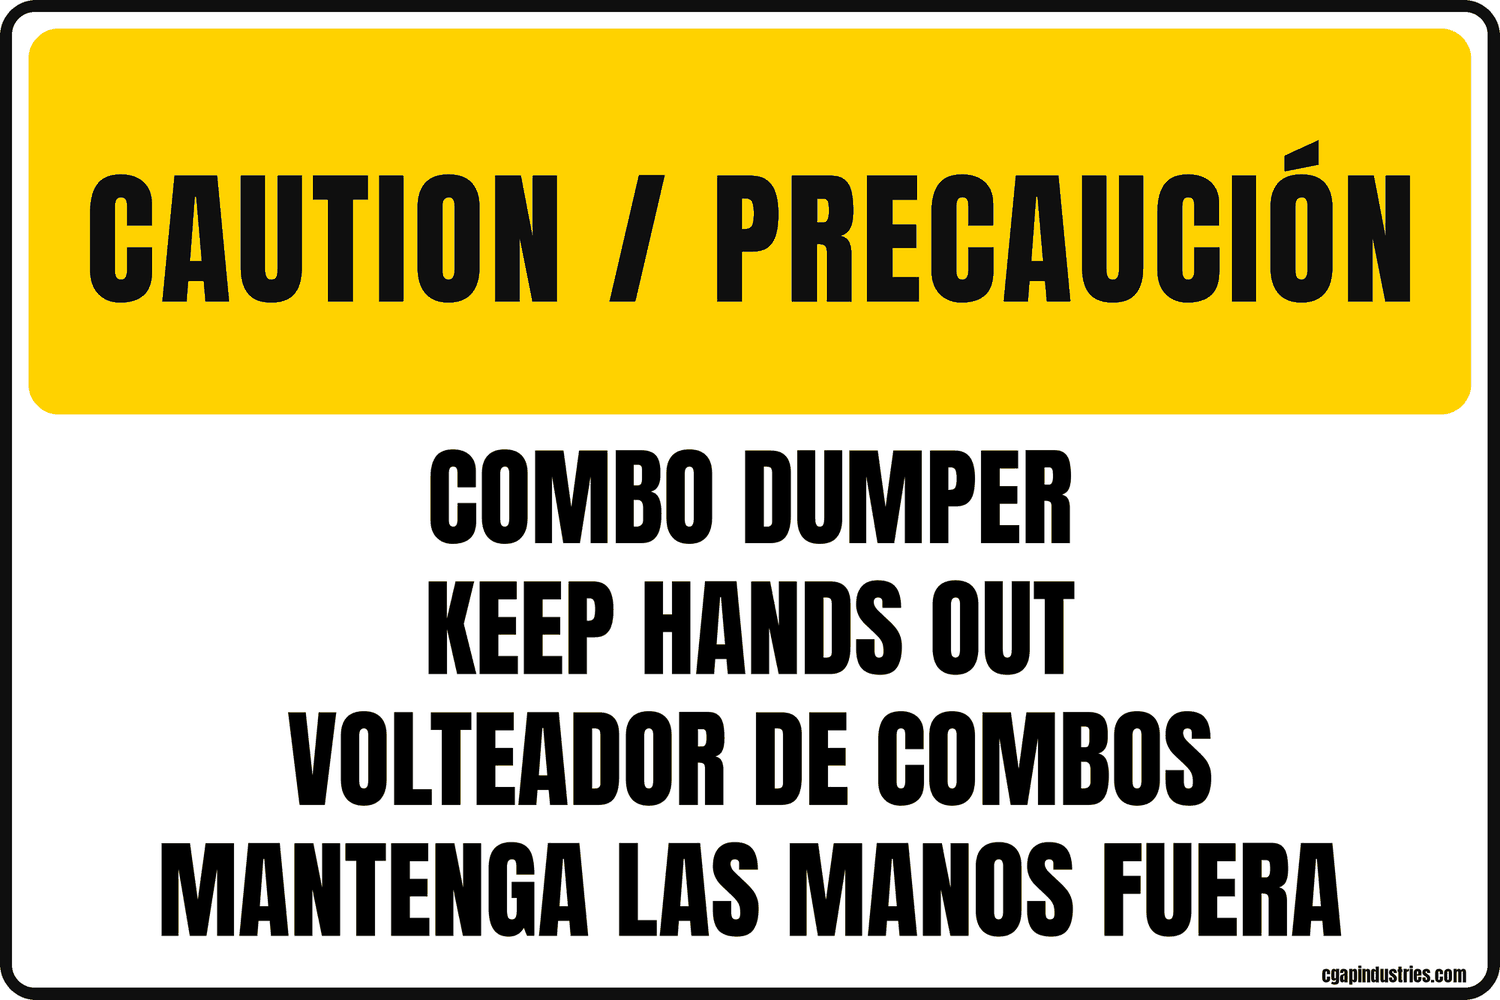 CAUTION / PRECAUCIÓN
COMBO DUMPER
KEEP HANDS OUT
VOLTEADOR DE COMBOS
MANTENGA LAS MANOS FUERA
cgapindustries.com